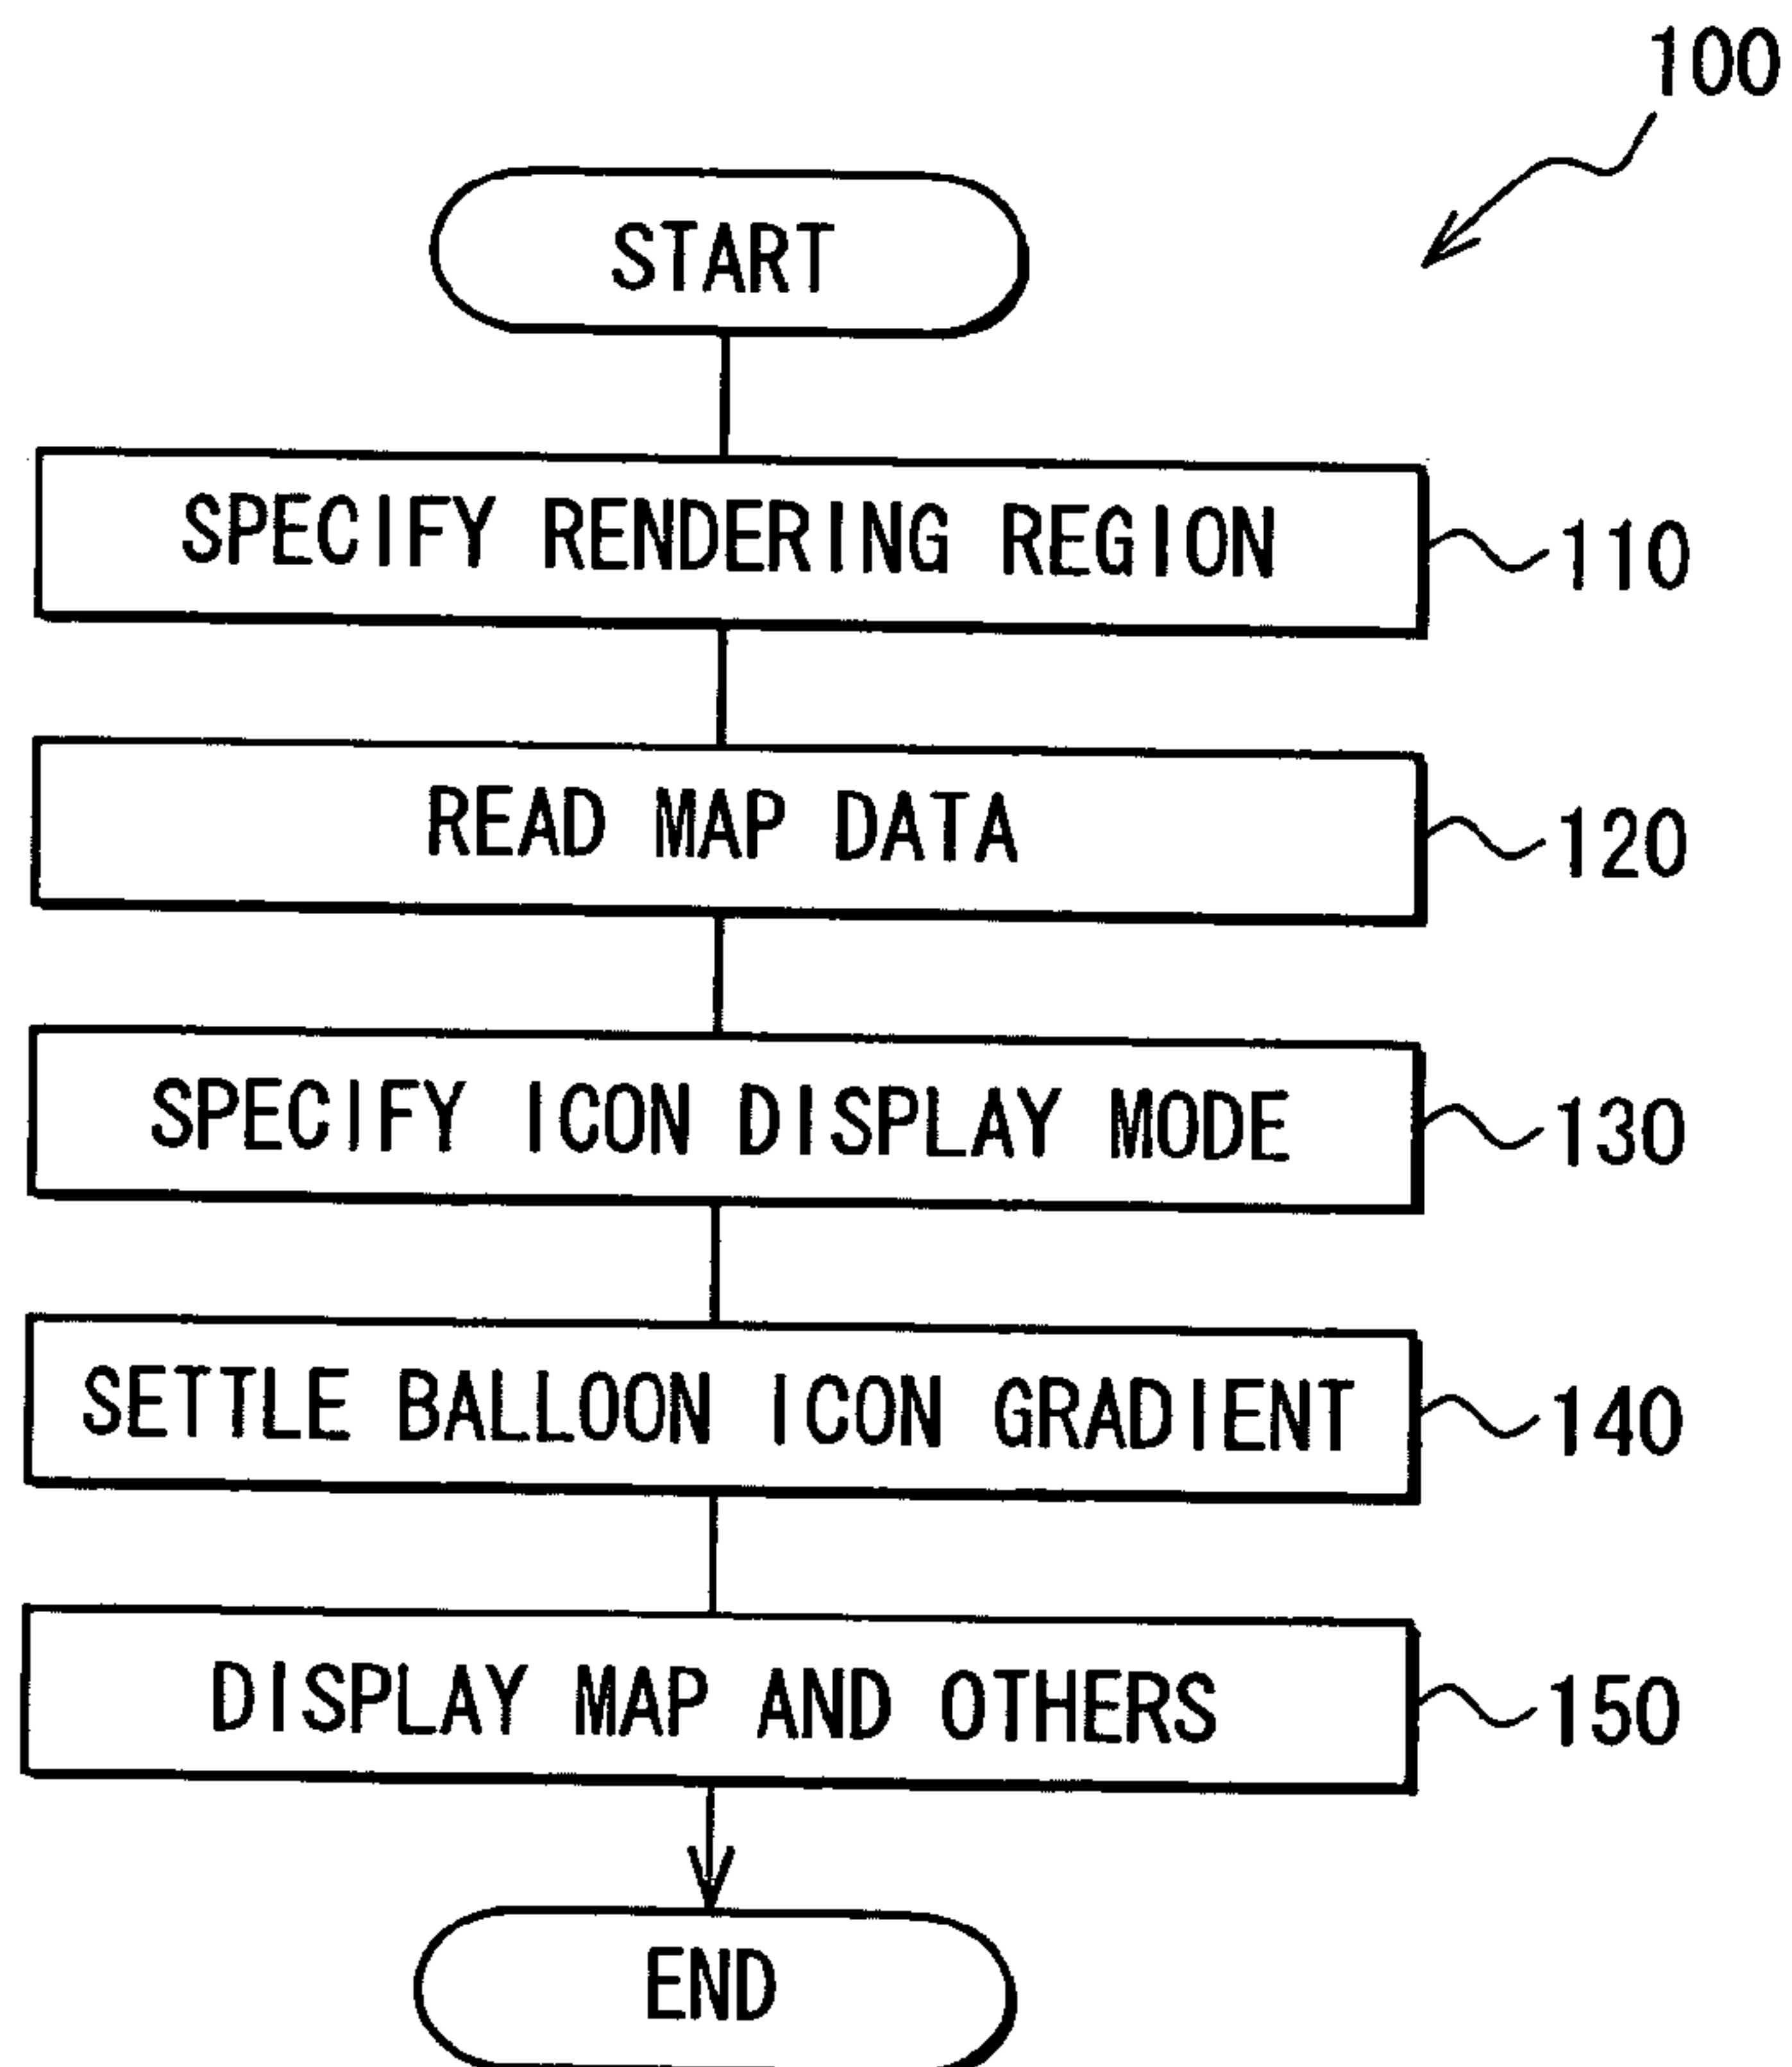 100
START
SPECIFY RENDERING REGION 110
READ MAP DATA 120
SPECIFY ICON DISPLAY MODE 130
SETTLE BALLOON ICON GRADIENT 140
DISPLAY MAP AND OTHERS 150
END